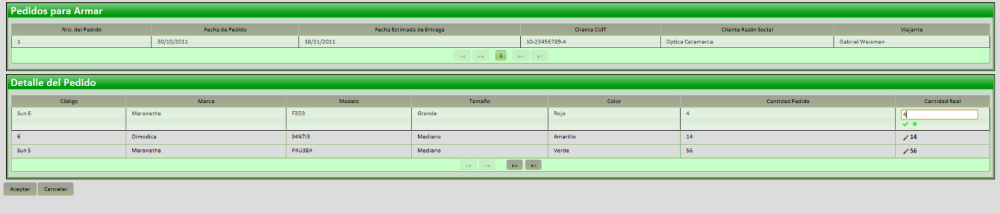 Pedidos para Armar
Nro. del Pedido Fecha de Pedido Fecha Estimada de Entrega Cliente CUIT Cliente Razón Social Viajante
1 30/10/2011 18/11/2011 10-23456789-4 Optica Catamarca Gabriel Waisman
1
Detalle del Pedido
Código Marca Modelo Tamaño Color Cantidad Pedida Cantidad Real
Sun 6 Maranatha F3D3 Grande Rojo 4 4
6 Dimodica S4N7I3 Mediano Amarillo 14 14
Sun 5 Maranatha P4U38A Mediano Verde 56 56
Aceptar Cancelar